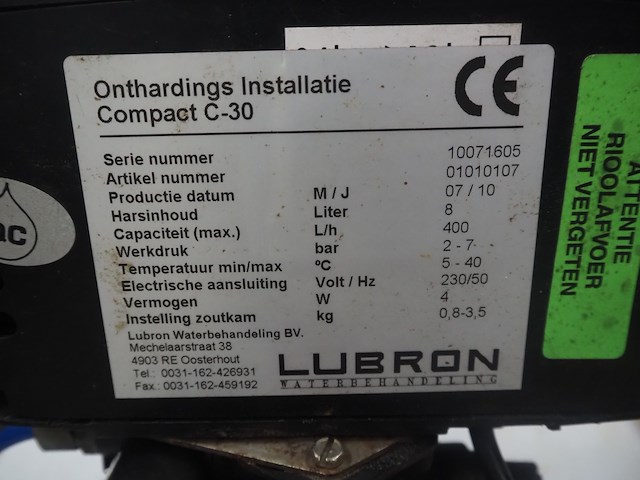 Onthardings Installatie
Compact C-30
CE
Serie nummer 10071605
Artikel nummer 01010107
Productie datum M / J 07 / 10
Harsinhoud Liter 8
Capaciteit (max.) L/h 400
Werkdruk bar 2 - 7
Temperatuur min/max ºC 5 - 40
Electrische aansluiting Volt / Hz 230/50
Vermogen W 4
Instelling zoutkam kg 0,8-3,5
Lubron Waterbehandeling BV.
Mechelaarstraat 38
4903 RE Oosterhout
Tel.: 0031-162-426931
Fax.: 0031-162-459192
LUBRON
WATERBEHANDELING
ATTENTIE
RIOOLAFVOER
NIET VERGETEN